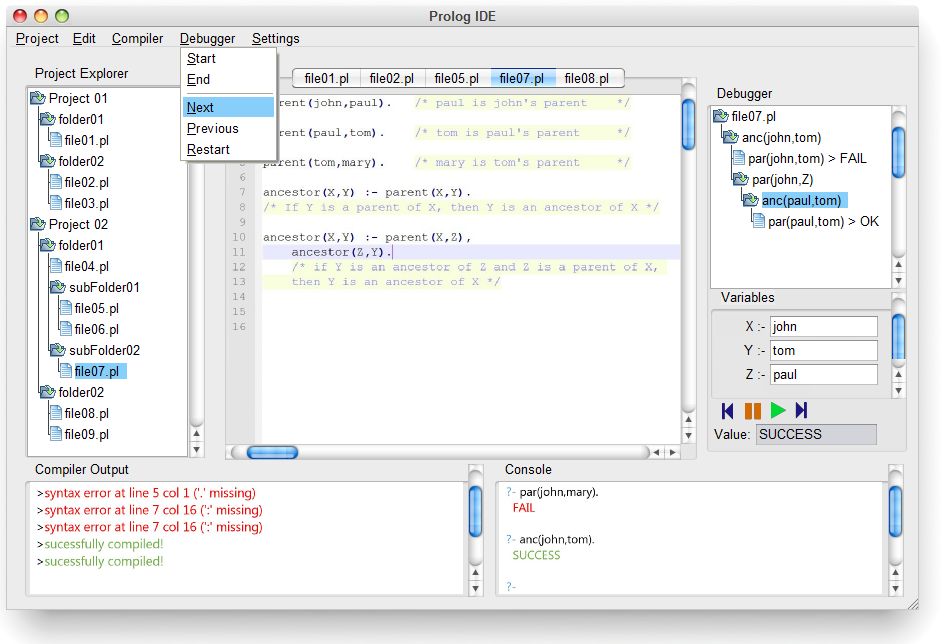 Prolog IDE
Project Edit Compiler Debugger Settings
Start
End
Next
Previous
Restart
Project Explorer
Project 01
folder01
file01.pl
folder02
file02.pl
file03.pl
Project 02
folder01
file04.pl
subFolder01
file05.pl
file06.pl
subFolder02
file07.pl
folder02
file08.pl
file09.pl
file01.pl file02.pl file05.pl file07.pl file08.pl
rent(john,paul). /* paul is john's parent */
rent(paul,tom). /* tom is paul's parent */
parent(tom,mary). /* mary is tom's parent */
6
7 ancestor(X,Y) :- parent(X,Y).
8 /* If Y is a parent of X, then Y is an ancestor of X */
9
10 ancestor(X,Y) :- parent(X,Z),
11 ancestor(Z,Y).
12 /* if Y is an ancestor of Z and Z is a parent of X,
13 then Y is an ancestor of X */
14
15
16
Debugger
file07.pl
anc(john,tom)
par(john,tom) > FAIL
par(john,Z)
anc(paul,tom)
par(paul,tom) > OK
Variables
X :- john
Y :- tom
Z :- paul
Value: SUCCESS
Compiler Output
>syntax error at line 5 col 1 ('.' missing)
>syntax error at line 7 col 16 (':' missing)
>syntax error at line 7 col 16 (':' missing)
>sucessfully compiled!
>sucessfully compiled!
Console
?- par(john,mary).
FAIL
?- anc(john,tom).
SUCCESS
?-